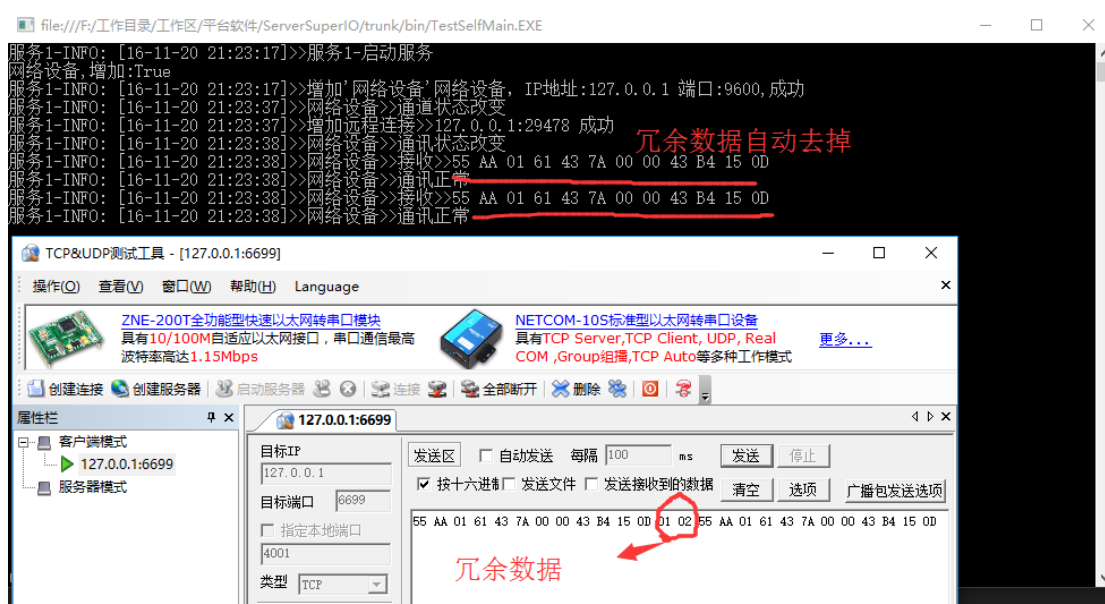 file:///F:/工作目录/工作区/平台软件/ServerSuperIO/trunk/bin/TestSelfMain.EXE
服务1-INFO: [16-11-20 21:23:17]>>服务1-启动服务
网络设备,增加:True
服务1-INFO: [16-11-20 21:23:17]>>增加'网络设备'网络设备，IP地址:127.0.0.1 端口:9600,成功
服务1-INFO: [16-11-20 21:23:37]>>网络设备>>通道状态改变
服务1-INFO: [16-11-20 21:23:37]>>增加远程连接>>127.0.0.1:29478 成功
服务1-INFO: [16-11-20 21:23:38]>>网络设备>>通讯状态改变
冗余数据自动去掉
服务1-INFO: [16-11-20 21:23:38]>>网络设备>>接收>>55 AA 01 61 43 7A 00 00 43 B4 15 0D
服务1-INFO: [16-11-20 21:23:38]>>网络设备>>通讯正常
服务1-INFO: [16-11-20 21:23:38]>>网络设备>>接收>>55 AA 01 61 43 7A 00 00 43 B4 15 0D
服务1-INFO: [16-11-20 21:23:38]>>网络设备>>通讯正常
TCP&UDP测试工具 - [127.0.0.1:6699]
操作(O) 查看(V) 窗口(W) 帮助(H) Language
ZNE-200T全功能型快速以太网转串口模块
具有10/100M自适应以太网接口，串口通信最高
波特率高达1.15Mbps
NETCOM-10S标准型以太网转串口设备
具有TCP Server,TCP Client, UDP, Real
COM ,Group组播,TCP Auto等多种工作模式
更多...
创建连接 创建服务器 启动服务器 连接 全部断开 删除
属性栏
客户端模式
127.0.0.1:6699
服务器模式
127.0.0.1:6699
目标IP
127.0.0.1
目标端口 6699
指定本地端口
4001
类型 TCP
发送区 自动发送 每隔 100 ms 发送 停止
按十六进制 发送文件 发送接收到的数据 清空 选项 广播包发送选项
55 AA 01 61 43 7A 00 00 43 B4 15 0D 01 02 55 AA 01 61 43 7A 00 00 43 B4 15 0D
冗余数据